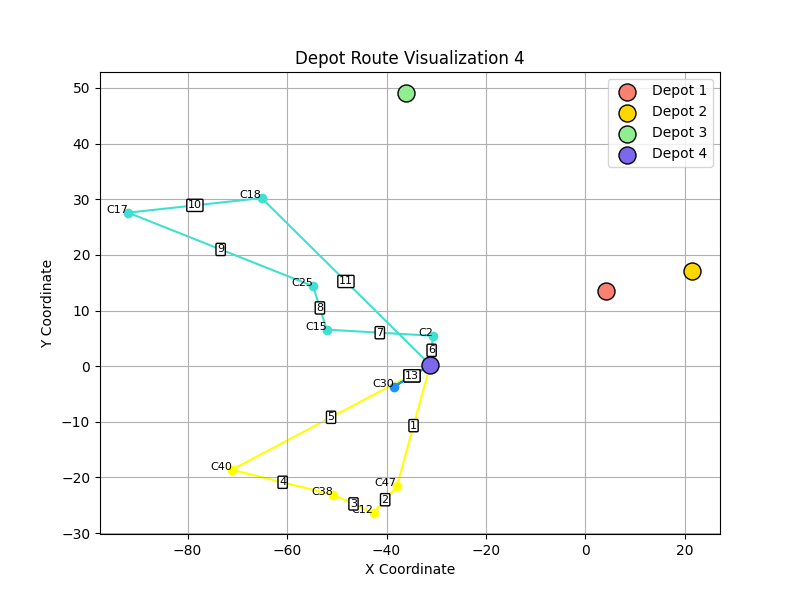 Depot Route Visualization 4
Depot 1
Depot 2
Depot 3
Depot 4
50
40
30
20
10
0
−10
−20
−30
Y Coordinate
C17
10
C18
9
11
C25
8
C15
7
C2
6
C30
13
5
1
C40
4
C38
3
C12
2
C47
−80
−60
−40
−20
0
20
X Coordinate